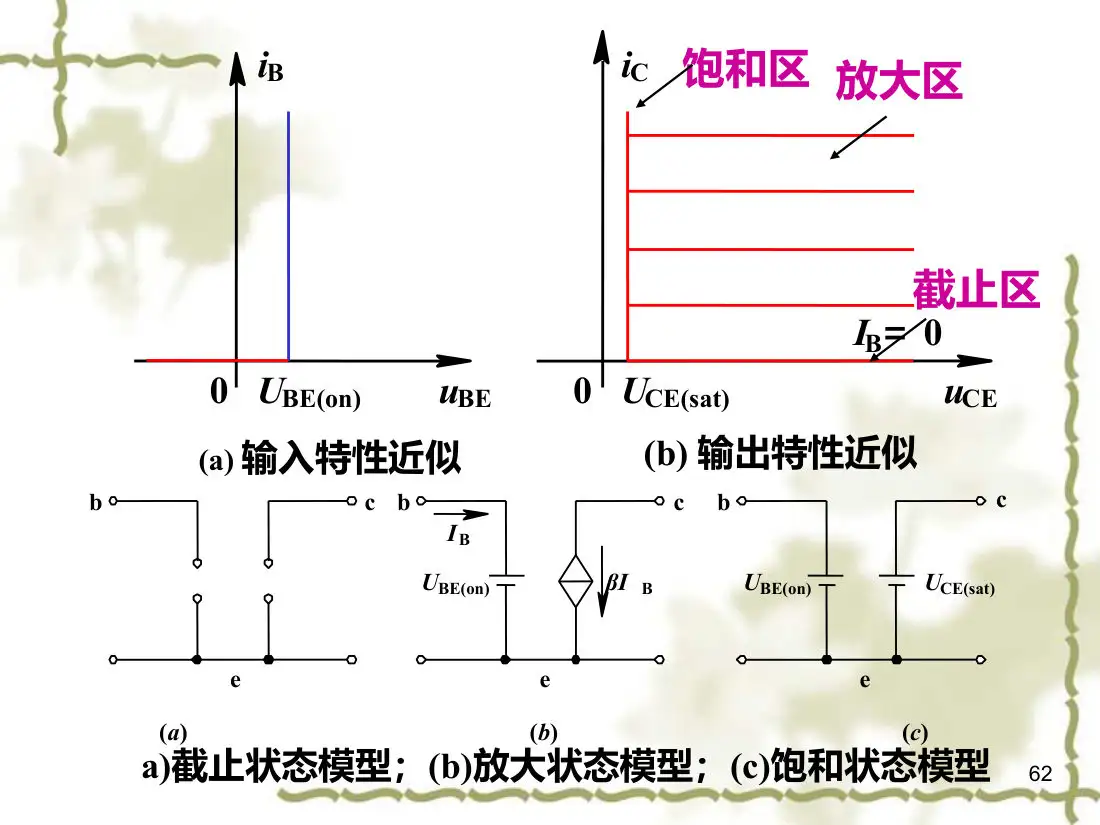 iB
iC
饱和区
放大区
截止区
IB= 0
0
UBE(on)
uBE
0
UCE(sat)
uCE
(a) 输入特性近似
(b) 输出特性近似
b
c
b
c
b
c
IB
UBE(on)
βI B
UBE(on)
UCE(sat)
e
e
e
(a)
(b)
(c)
a)截止状态模型；(b)放大状态模型；(c)饱和状态模型
62